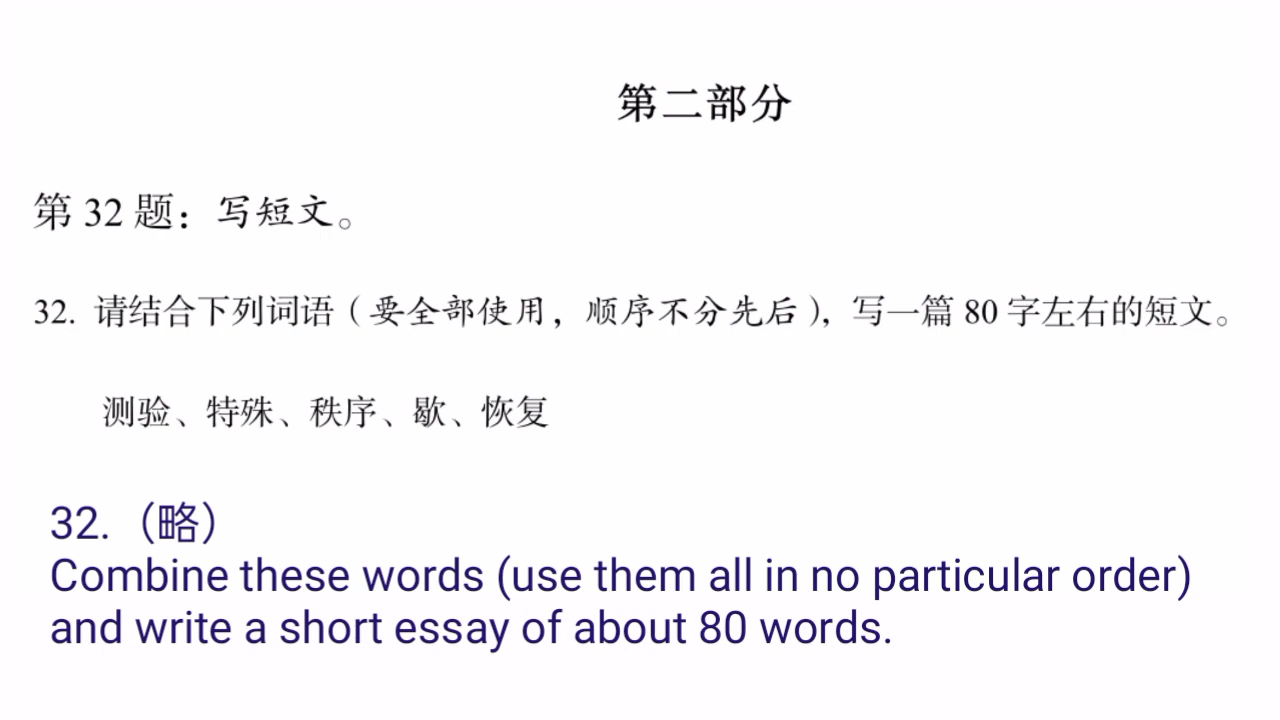 第二部分
第 32 题：写短文。
32. 请结合下列词语（要全部使用，顺序不分先后），写一篇 80 字左右的短文。
测验、特殊、秩序、歇、恢复
32.（略）
Combine these words (use them all in no particular order)
and write a short essay of about 80 words.